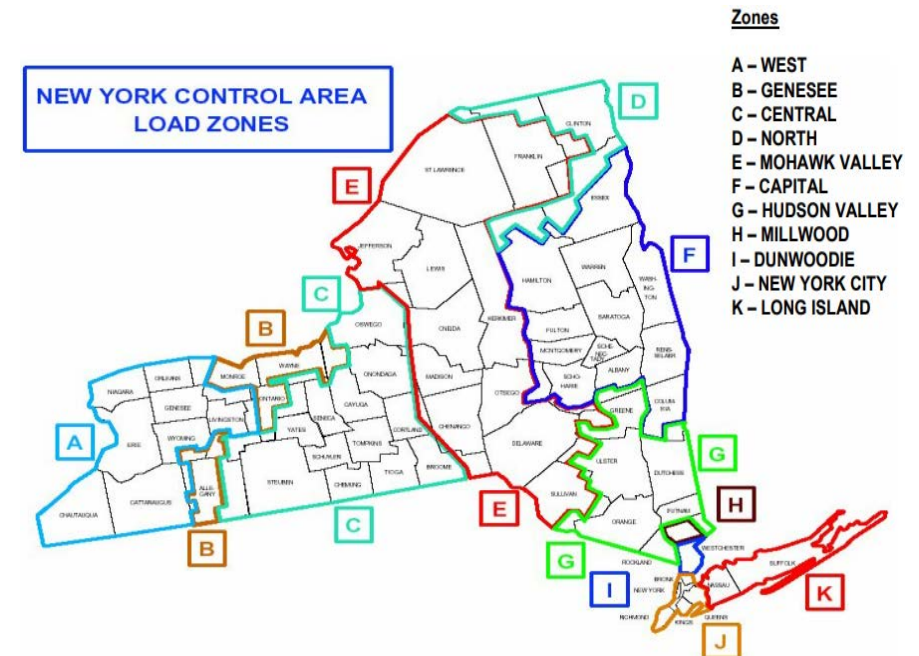 Zones
A – WEST
B – GENESEE
C – CENTRAL
D – NORTH
E – MOHAWK VALLEY
F – CAPITAL
G – HUDSON VALLEY
H – MILLWOOD
I – DUNWOODIE
J – NEW YORK CITY
K – LONG ISLAND
NEW YORK CONTROL AREA
LOAD ZONES
D
CLINTON
FRANKLIN
ST LAWRENCE
E
ESSEX
JEFFERSON
LEWIS
F
HAMILTON
WARREN
WASH-
ING-
TON
C
OSWEGO
ONEIDA
HERKIMER
B
FULTON
SARATOGA
MONTGOMERY
SCHE-
NEC-
TADY
RENS-
SELAER
WAYNE
MONROE
ORLEANS
NIAGARA
ONONDAGA
MADISON
SCHO-
HARIE
ALBANY
OTSEGO
ONTARIO
GENESEE
LIVINGSTON
SENECA
CAYUGA
CORTLAND
CHENANGO
GREENE
COLUM-
BIA
A
ERIE
WYOMING
YATES
TOMPKINS
SCHUYLER
DELAWARE
ULSTER
DUTCHESS
G
CHAUTAUQUA
CATTARAUGUS
ALLE-
GANY
STEUBEN
CHEMUNG
TIOGA
BROOME
SULLIVAN
E
H
B
C
ORANGE
PUTNAM
G
ROCKLAND
WESTCHESTER
I
BRONX
NEW YORK
NASSAU
SUFFOLK
K
RICHMOND
KINGS
QUEENS
J